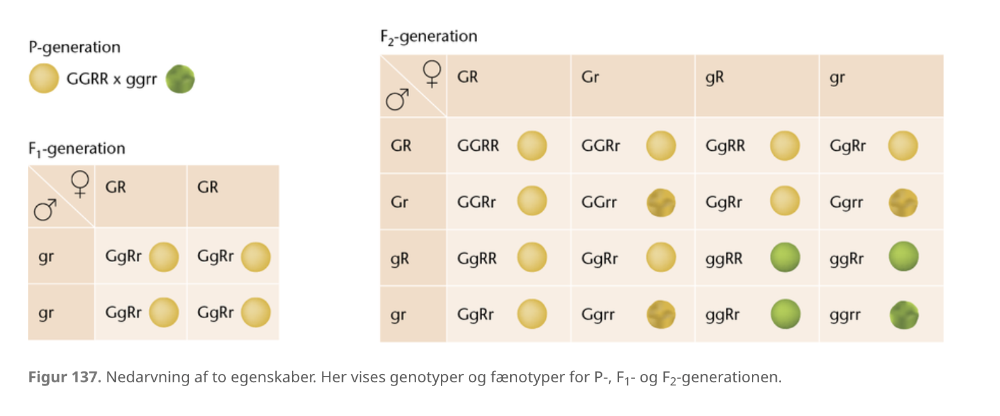 P-generation
GGRR x ggrr
F₁-generation
♀ GR GR
♂
gr GgRr GgRr
gr GgRr GgRr
F₂-generation
♀ GR Gr gR gr
♂
GR GGRR GGRr GgRR GgRr
Gr GGRr GGrr GgRr Ggrr
gR GgRR GgRr ggRR ggRr
gr GgRr Ggrr ggRr ggrr
Figur 137. Nedarvning af to egenskaber. Her vises genotyper og fænotyper for P-, F₁- og F₂-generationen.